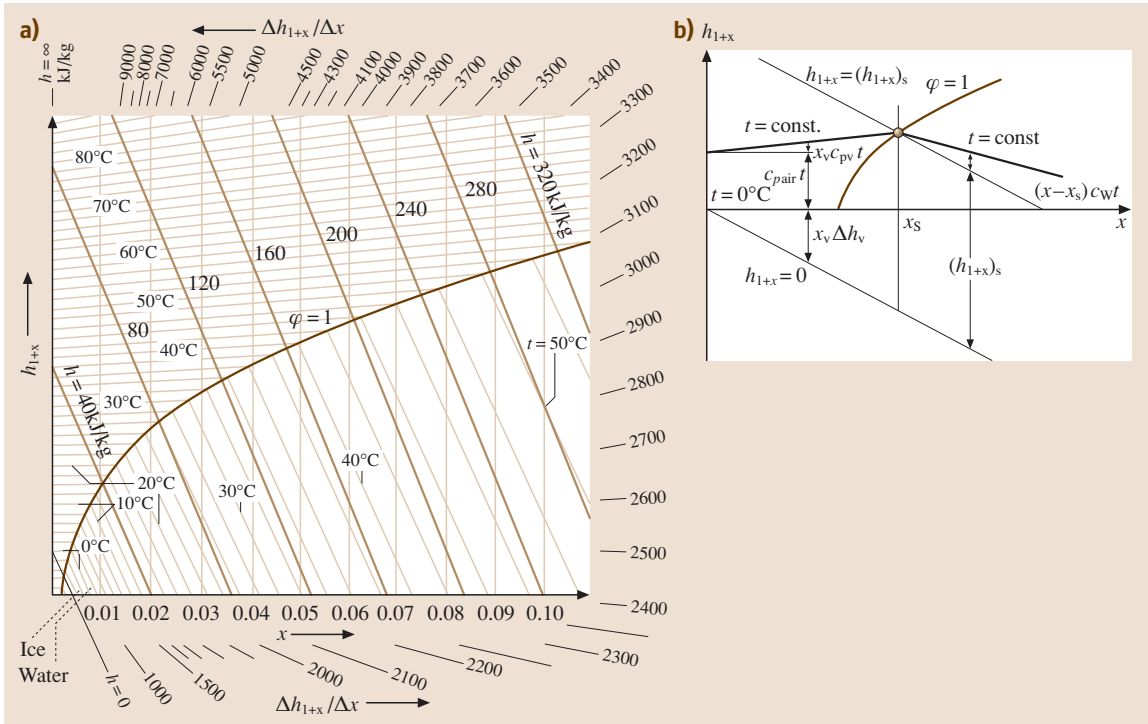 a)
Δh1+x/Δx
h = ∞
kJ/kg
9000
8000
7000
6000
5500
5000
4500
4300
4100
4000
3900
3800
3700
3600
3500
3400
3300
3200
3100
3000
2900
2800
2700
2600
2500
2400
2300
2200
2100
2000
1500
1000
h = 0
h1+x
80°C
70°C
60°C
50°C
40°C
30°C
20°C
10°C
0°C
h = 40 kJ/kg
80
120
160
200
240
280
h = 320 kJ/kg
φ = 1
t = 50°C
40°C
30°C
0.01 0.02 0.03 0.04 0.05 0.06 0.07 0.08 0.09 0.10
x
Ice
Water
Δh1+x/Δx
b)
h1+x
h1+x = (h1+x)s
φ = 1
t = const.
t = const
xv cpv t
cpair t
t = 0°C
(x – xs) cW t
x
xv Δhv
xS
h1+x = 0
(h1+x)s